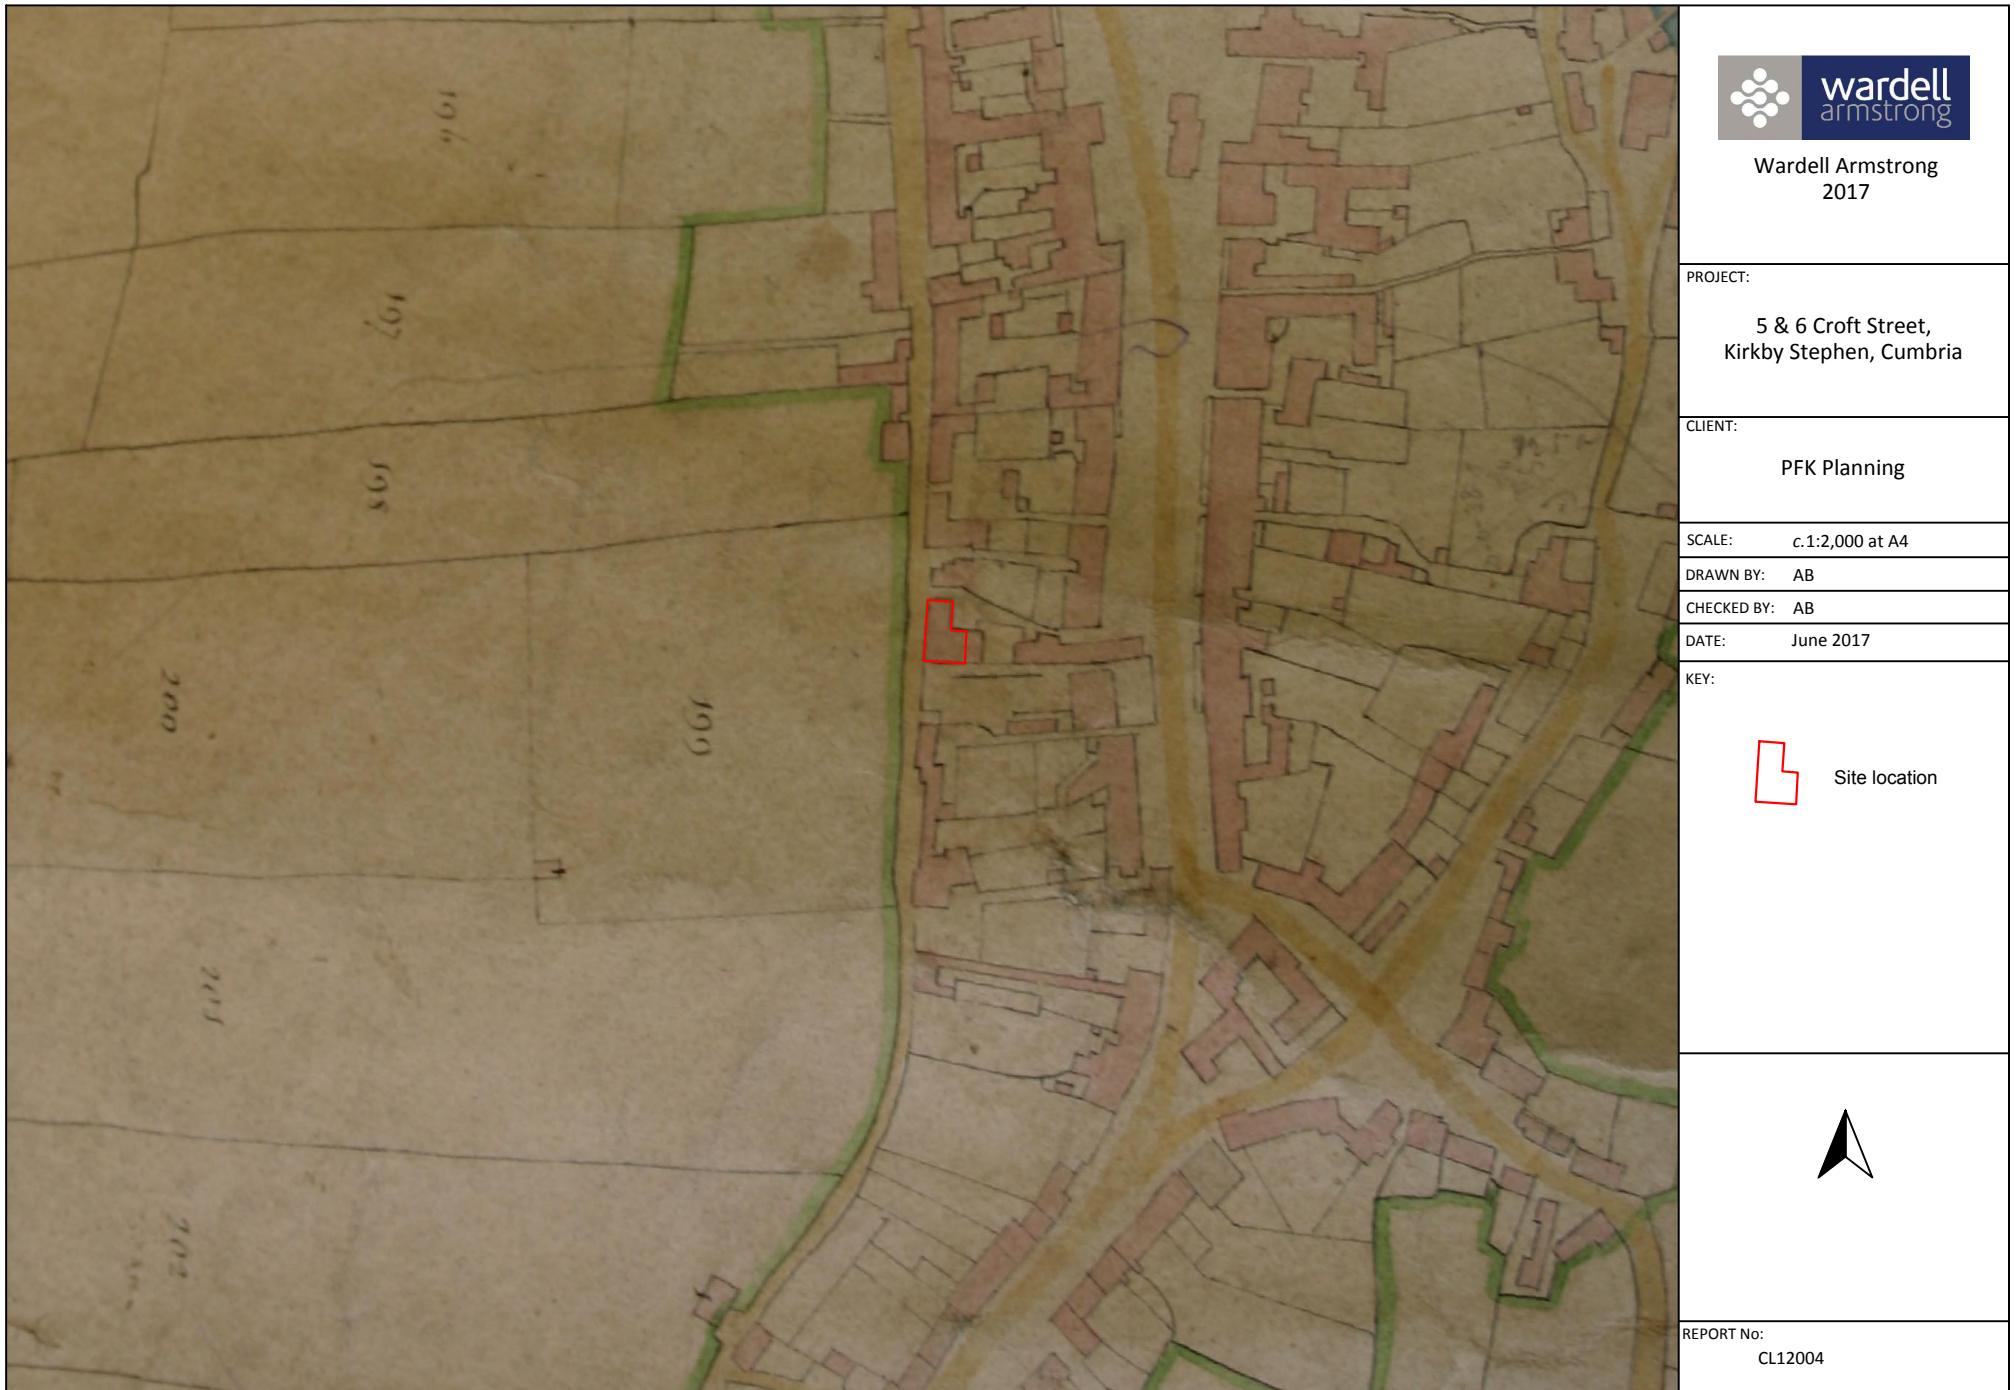 196
197
198
199
200
201
202
wardell
armstrong
Wardell Armstrong
2017
PROJECT:
5 & 6 Croft Street,
Kirkby Stephen, Cumbria
CLIENT:
PFK Planning
SCALE: c.1:2,000 at A4
DRAWN BY: AB
CHECKED BY: AB
DATE: June 2017
KEY:
Site location
REPORT No:
CL12004